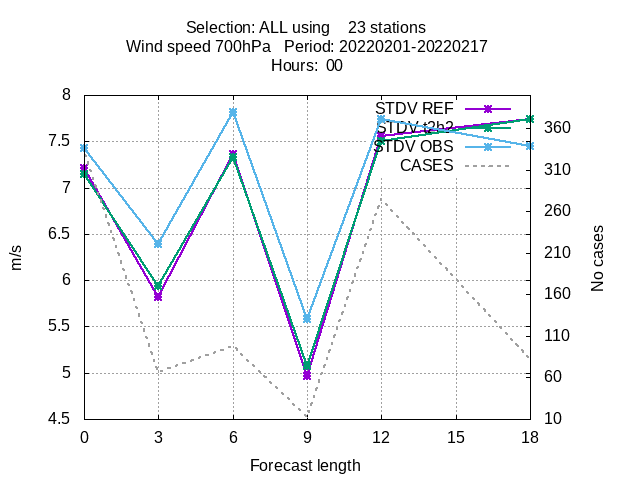 Selection: ALL using 23 stations
Wind speed 700hPa Period: 20220201-20220217
Hours: 00
8
7.5
7
6.5
6
5.5
5
4.5
m/s
STDV REF
STDV
STDV OBS
CASES
360
310
260
210
160
110
60
10
No cases
0 3 6 9 12 15 18
Forecast length